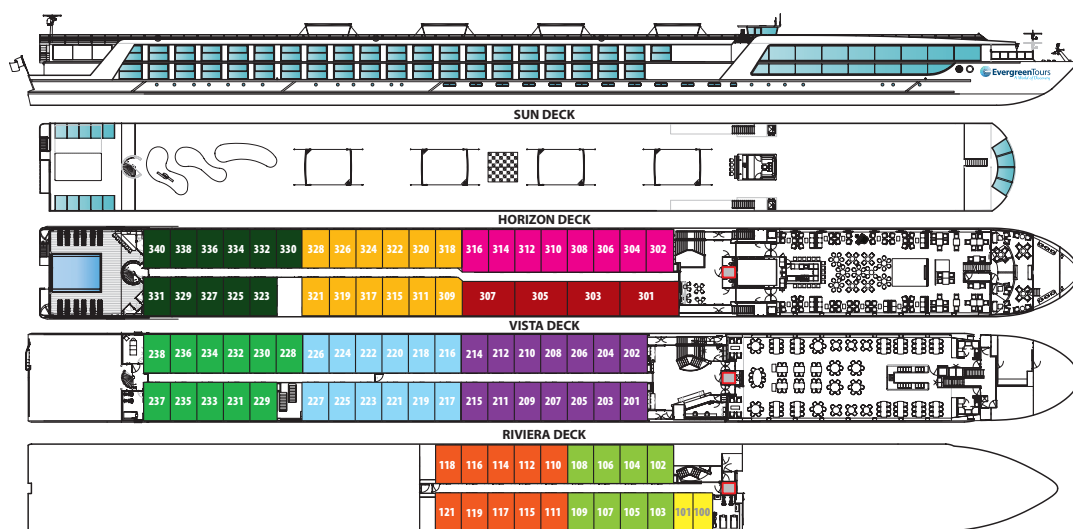 EvergreenTours
A World of Discovery
SUN DECK
HORIZON DECK
340 338 336 334 332 330 328 326 324 322 320 318 316 314 312 310 308 306 304 302
331 329 327 325 323 321 319 317 315 311 309 307 305 303 301
VISTA DECK
238 236 234 232 230 228 226 224 222 220 218 216 214 212 210 208 206 204 202
237 235 233 231 229 227 225 223 221 219 217 215 211 209 207 205 203 201
RIVIERA DECK
118 116 114 112 110 108 106 104 102
121 119 117 115 111 109 107 105 103 101 100